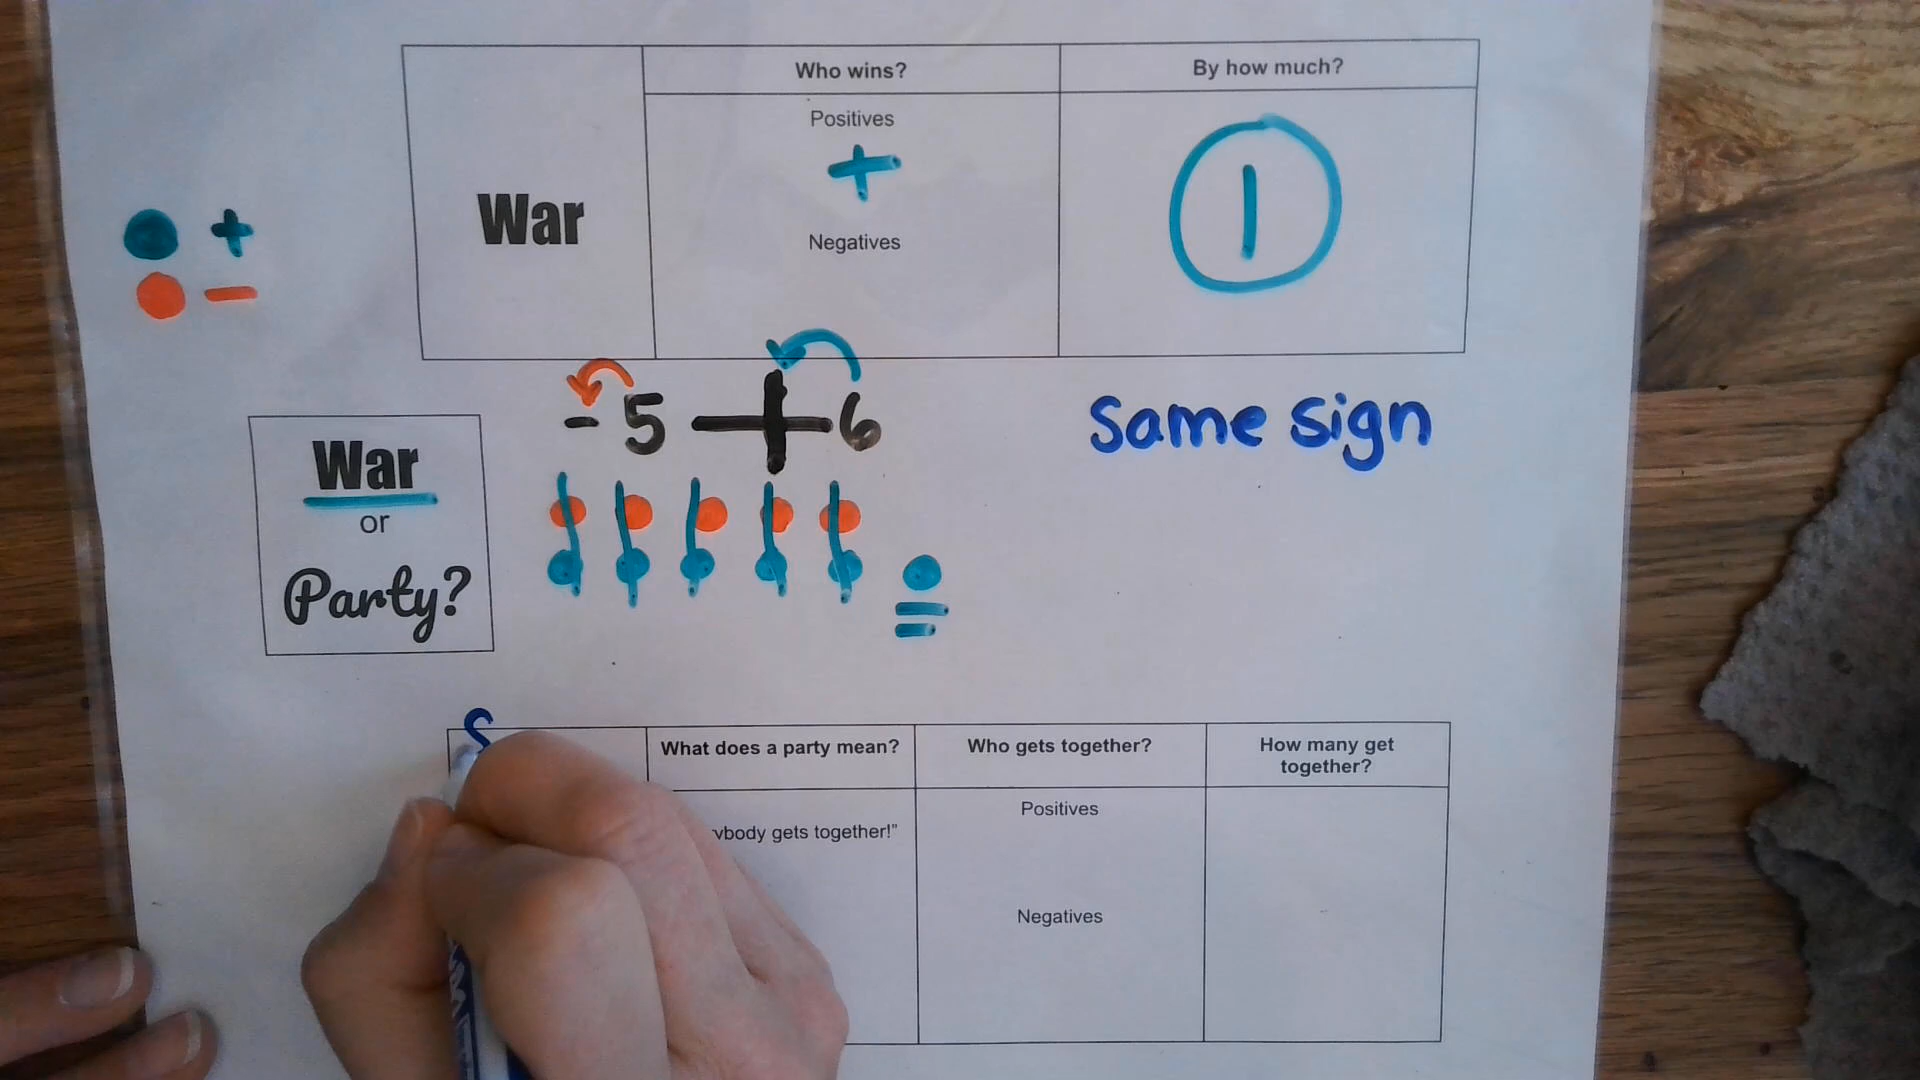 Who wins?
By how much?
Positives
+
Negatives
War
1
+
-
-5 + 6
same sign
War
or
Party?
=
S
What does a party mean?
Who gets together?
How many get
together?
gets together!"
Positives
Negatives